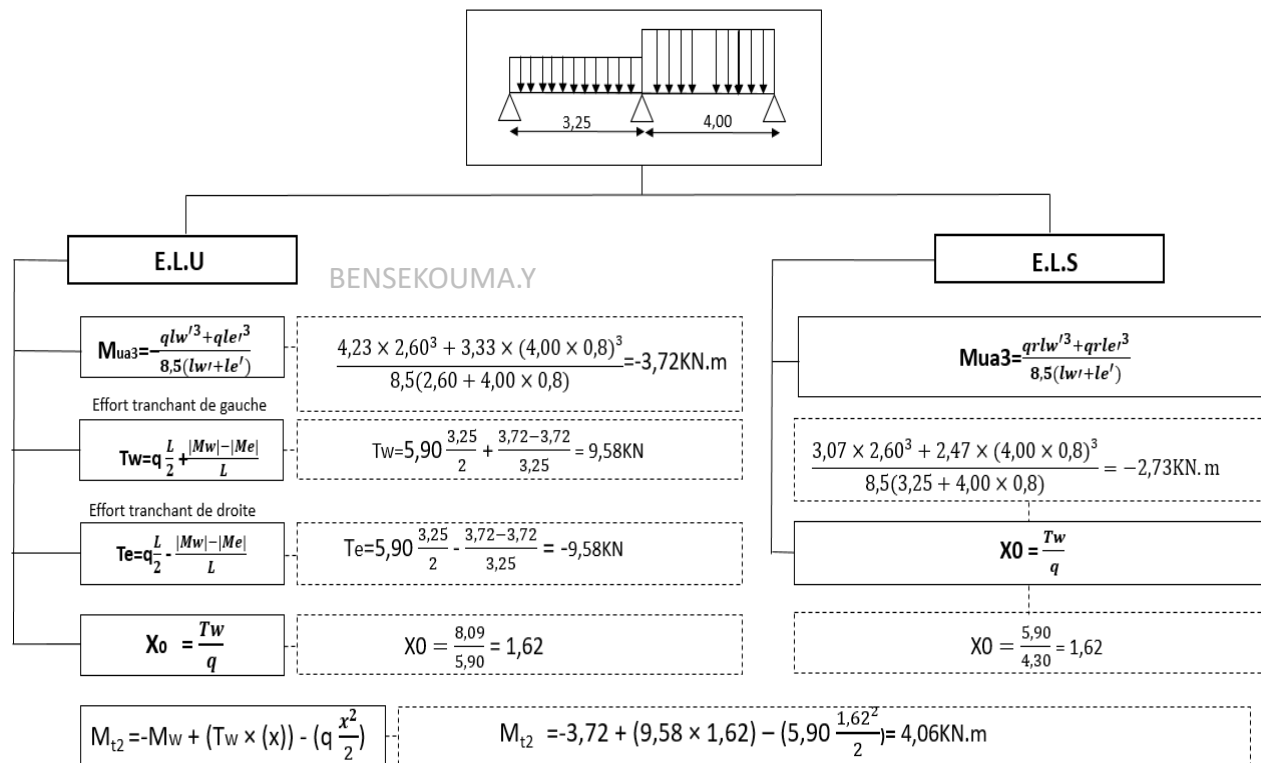 3,25 4,00
E.L.U
E.L.S
BENSEKOUMA.Y
Mua3=-(qlw'³+qle'³)/(8,5(lw'+le'))
(4,23 × 2,60³ + 3,33 × (4,00 × 0,8)³)/(8,5(2,60 + 4,00 × 0,8))=-3,72KN.m
Mua3=(qrlw'³+qrle'³)/(8,5(lw'+le'))
Effort tranchant de gauche
Tw=q L/2+(|Mw|−|Me|)/L
Tw=5,90 3,25/2 + (3,72−3,72)/3,25 = 9,58KN
(3,07 × 2,60³ + 2,47 × (4,00 × 0,8)³)/(8,5(3,25 + 4,00 × 0,8)) = −2,73KN. m
Effort tranchant de droite
Te=q L/2 - (|Mw|−|Me|)/L
Te=5,90 3,25/2 - (3,72−3,72)/3,25 = -9,58KN
X0 = Tw/q
X₀ = Tw/q
X0 = 8,09/5,90 = 1,62
X0 = 5,90/4,30 = 1,62
Mt2 =-Mw + (Tw × (x)) - (q x²/2)
Mt2 =-3,72 + (9,58 × 1,62) − (5,90 1,62²/2)= 4,06KN.m